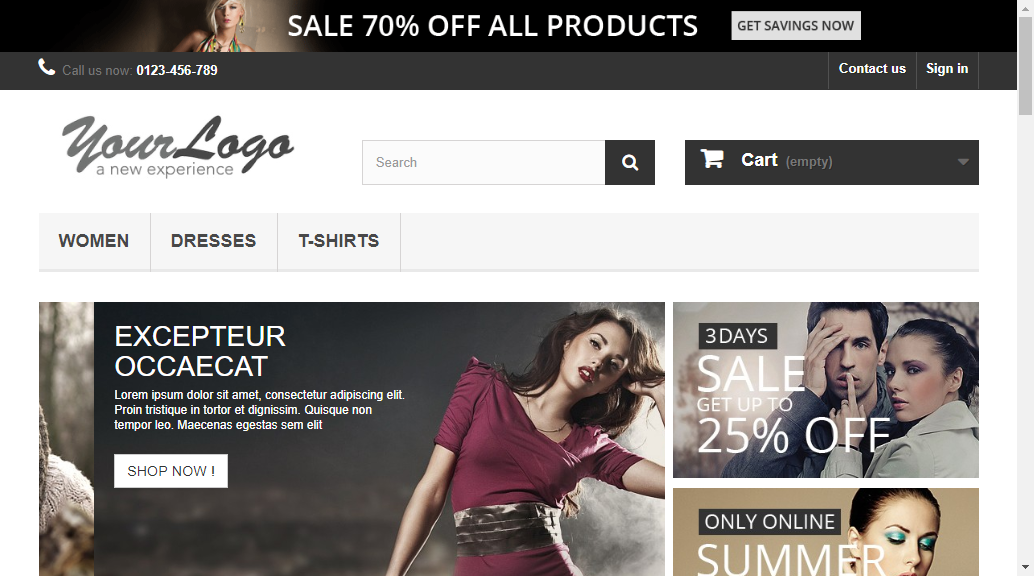 SALE 70% OFF ALL PRODUCTS
GET SAVINGS NOW
Call us now: 0123-456-789
Contact us
Sign in
YourLogo
a new experience
Search
Cart (empty)
WOMEN
DRESSES
T-SHIRTS
EXCEPTEUR
OCCAECAT
Lorem ipsum dolor sit amet, consectetur adipiscing elit.
Proin tristique in tortor et dignissim. Quisque non
tempor leo. Maecenas egestas sem elit
SHOP NOW !
3 DAYS
SALE
GET UP TO
25% OFF
ONLY ONLINE
SUMMER